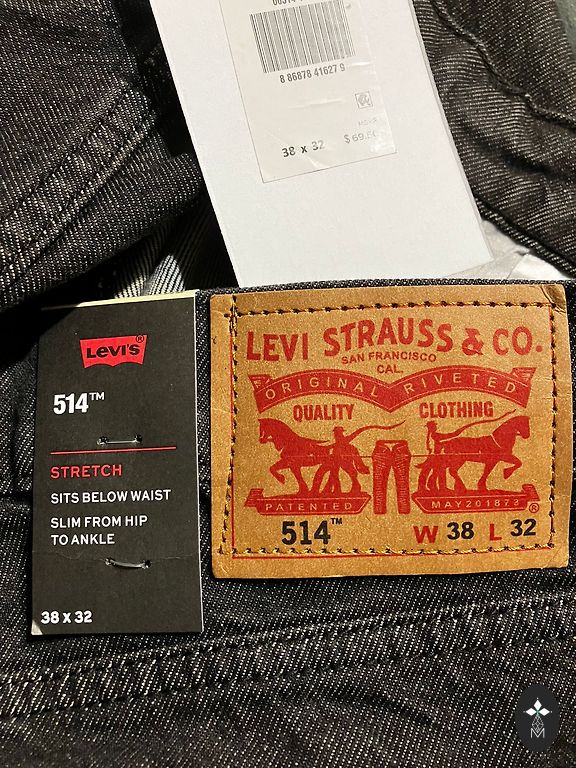 8 86878 41627 9
38 x 32
LEVI'S®
514™
STRETCH
SITS BELOW WAIST
SLIM FROM HIP
TO ANKLE
38 x 32
LEVI STRAUSS & CO.
SAN FRANCISCO
CAL.
ORIGINAL RIVETED
QUALITY CLOTHING
PATENTED MAY 20 1873
®
514™ W 38 L 32
M